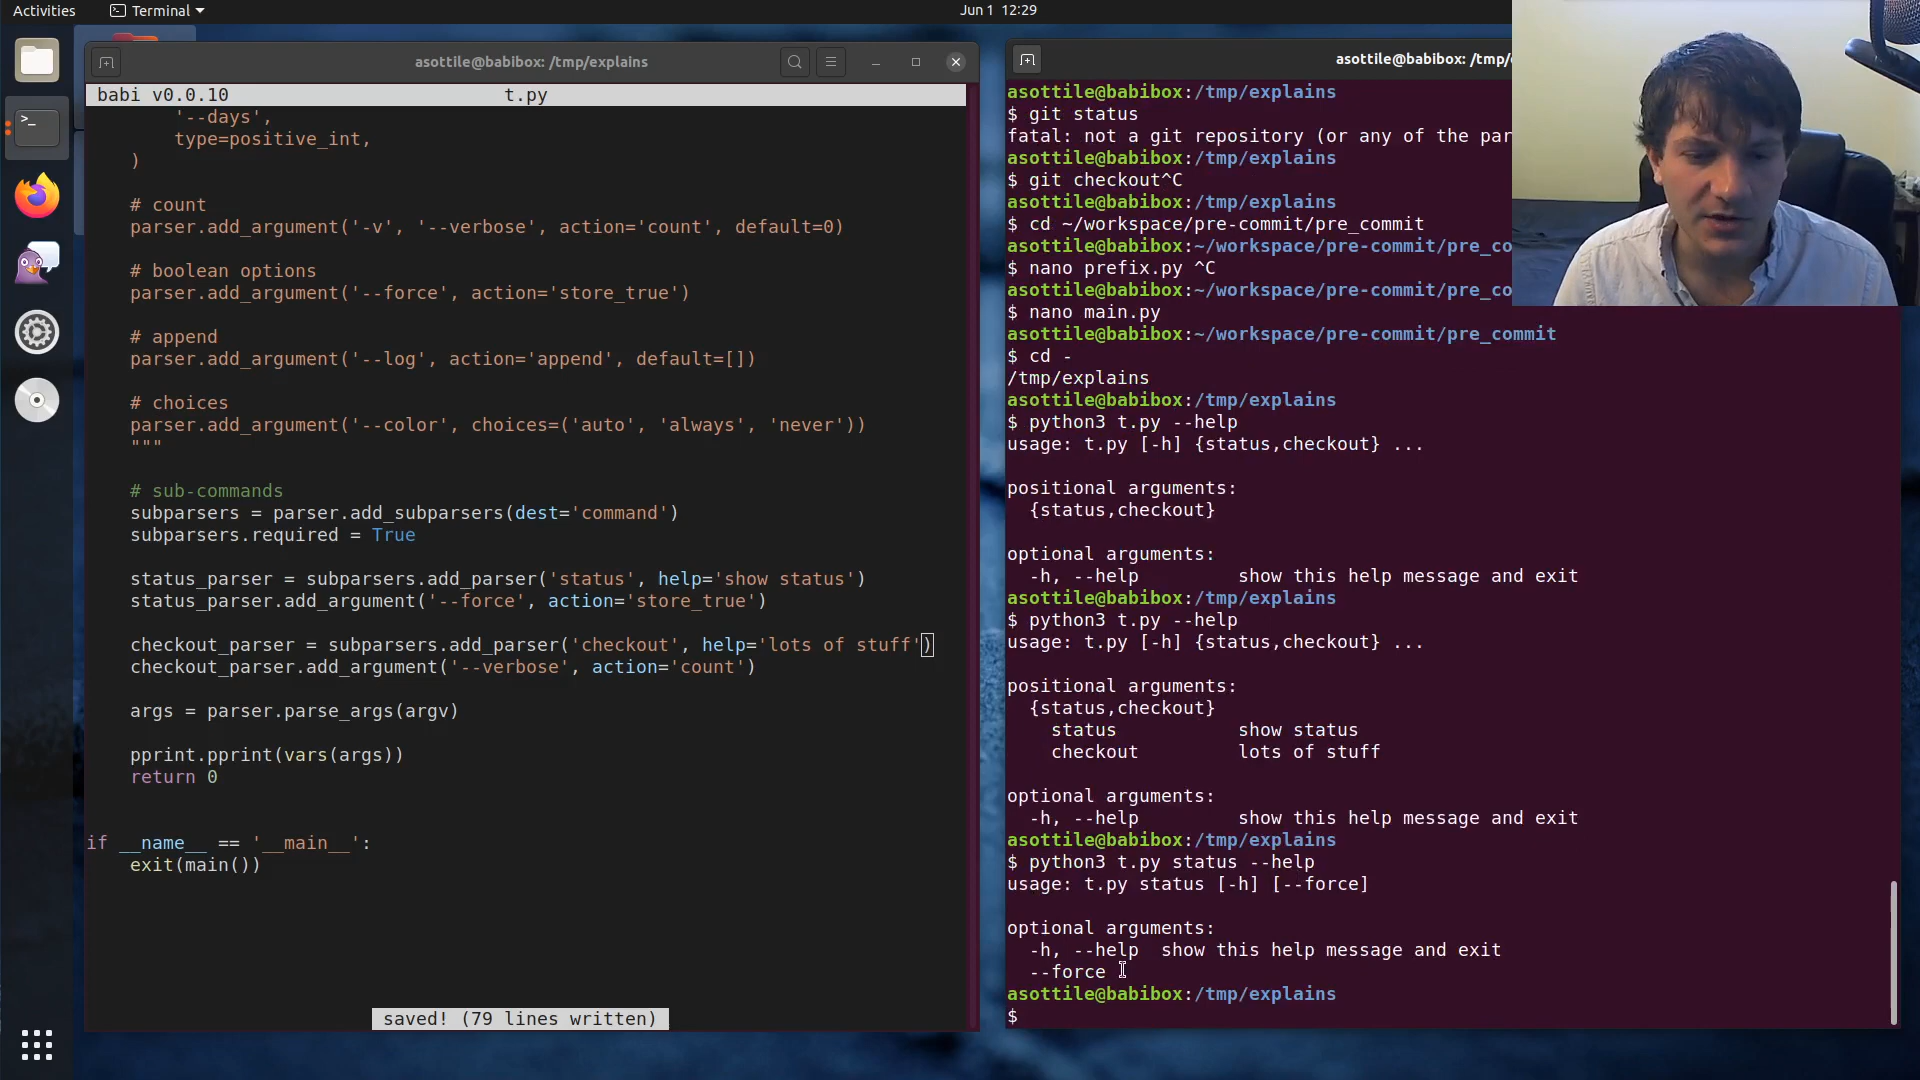 Activities
Terminal
Jun 1 12:29
asottile@babibox: /tmp/explains
babi v0.0.10 t.py
'--days',
type=positive_int,
)
# count
parser.add_argument('-v', '--verbose', action='count', default=0)
# boolean options
parser.add_argument('--force', action='store_true')
# append
parser.add_argument('--log', action='append', default=[])
# choices
parser.add_argument('--color', choices=('auto', 'always', 'never'))
"""
# sub-commands
subparsers = parser.add_subparsers(dest='command')
subparsers.required = True
status_parser = subparsers.add_parser('status', help='show status')
status_parser.add_argument('--force', action='store_true')
checkout_parser = subparsers.add_parser('checkout', help='lots of stuff')
checkout_parser.add_argument('--verbose', action='count')
args = parser.parse_args(argv)
pprint.pprint(vars(args))
return 0
if __name__ == '__main__':
exit(main())
saved! (79 lines written)
asottile@babibox: /tmp/
asottile@babibox:/tmp/explains
$ git status
fatal: not a git repository (or any of the par
asottile@babibox:/tmp/explains
$ git checkout^C
asottile@babibox:/tmp/explains
$ cd ~/workspace/pre-commit/pre_commit
asottile@babibox:~/workspace/pre-commit/pre_co
$ nano prefix.py ^C
asottile@babibox:~/workspace/pre-commit/pre_co
$ nano main.py
asottile@babibox:~/workspace/pre-commit/pre_commit
$ cd -
/tmp/explains
asottile@babibox:/tmp/explains
$ python3 t.py --help
usage: t.py [-h] {status,checkout} ...
positional arguments:
{status,checkout}
optional arguments:
-h, --help show this help message and exit
asottile@babibox:/tmp/explains
$ python3 t.py --help
usage: t.py [-h] {status,checkout} ...
positional arguments:
{status,checkout}
status show status
checkout lots of stuff
optional arguments:
-h, --help show this help message and exit
asottile@babibox:/tmp/explains
$ python3 t.py status --help
usage: t.py status [-h] [--force]
optional arguments:
-h, --help show this help message and exit
--force
asottile@babibox:/tmp/explains
$